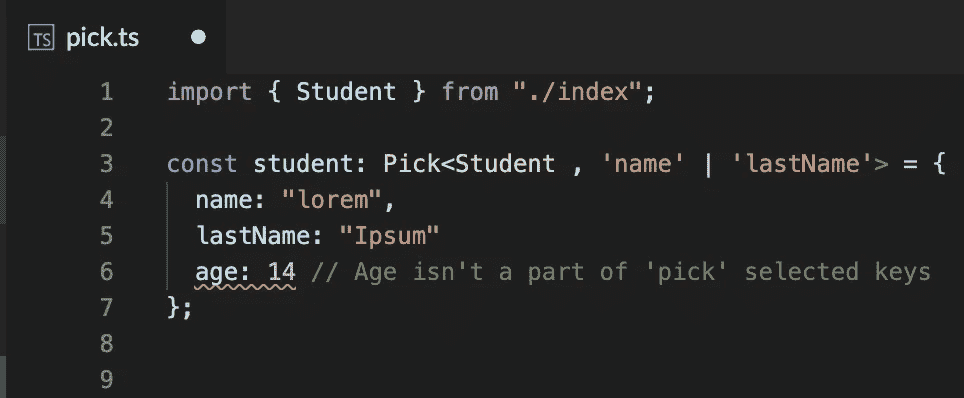 TS pick.ts
1 import { Student } from "./index";
2
3 const student: Pick<Student , 'name' | 'lastName'> = {
4 name: "lorem",
5 lastName: "Ipsum"
6 age: 14 // Age isn't a part of 'pick' selected keys
7 };
8
9